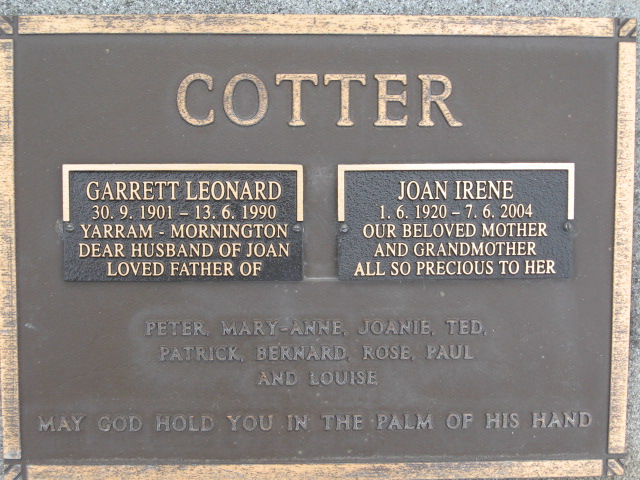 COTTER
GARRETT LEONARD
30. 9. 1901 – 13. 6. 1990
YARRAM - MORNINGTON
DEAR HUSBAND OF JOAN
LOVED FATHER OF
JOAN IRENE
1. 6. 1920 – 7. 6. 2004
OUR BELOVED MOTHER
AND GRANDMOTHER
ALL SO PRECIOUS TO HER
PETER, MARY-ANNE, JOANIE, TED,
PATRICK, BERNARD, ROSE, PAUL
AND LOUISE
MAY GOD HOLD YOU IN THE PALM OF HIS HAND